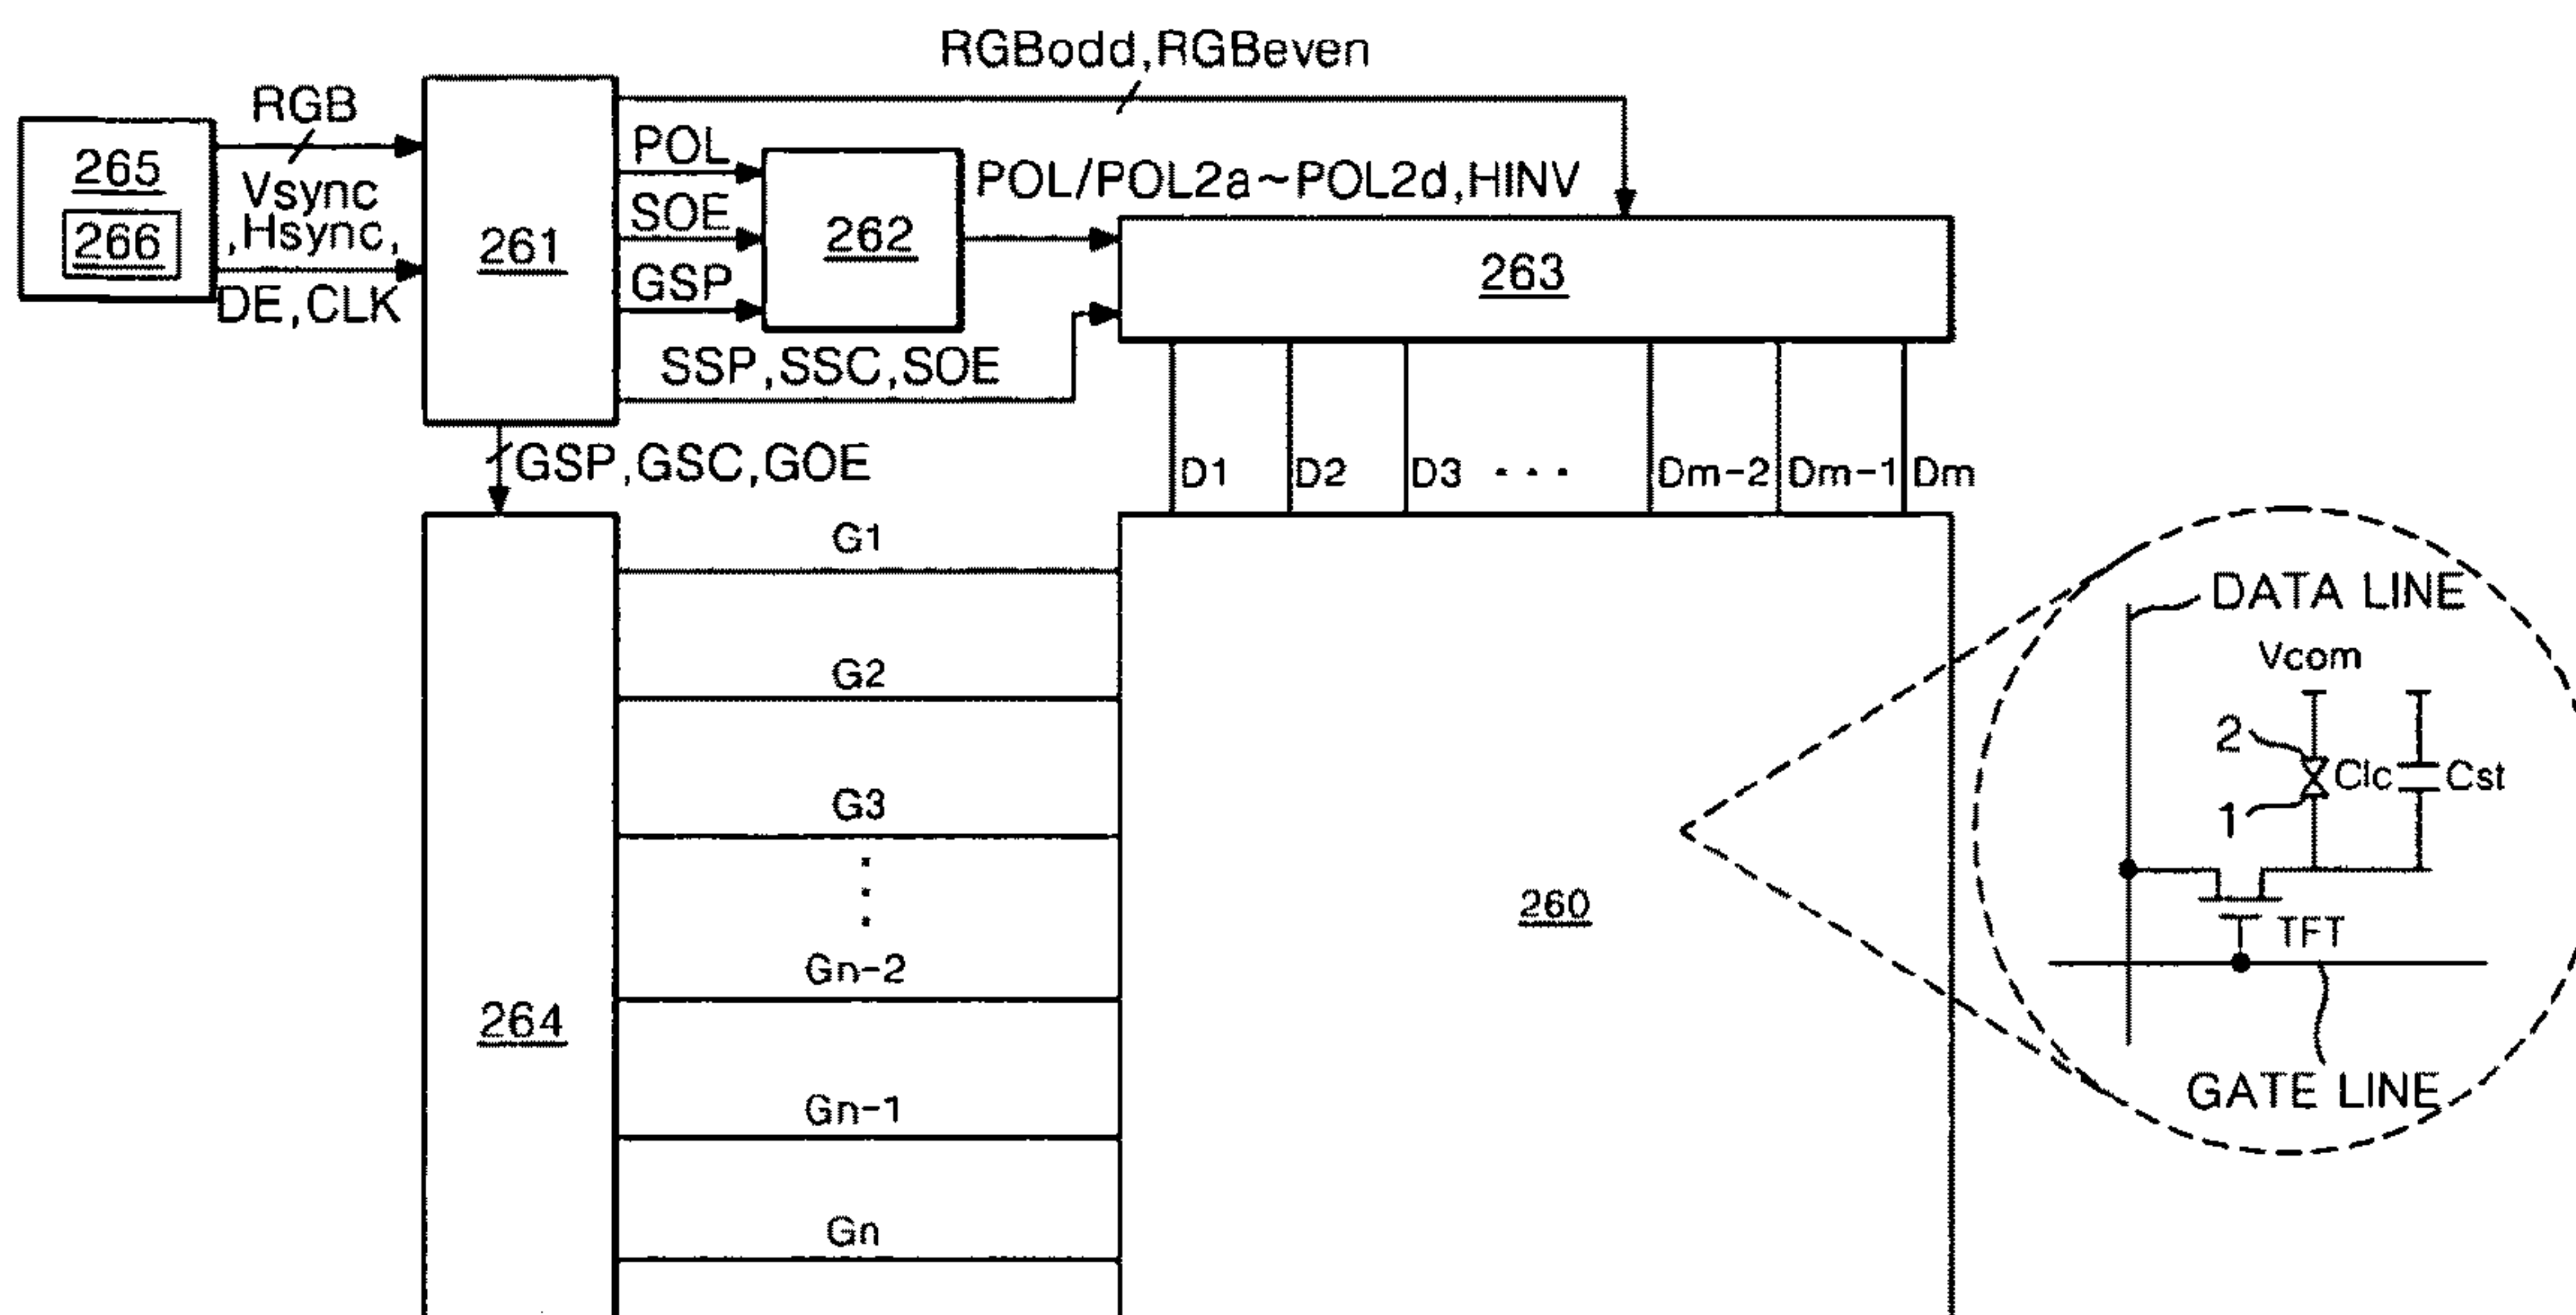 RGBodd,RGBeven
RGB
265
266
Vsync
,Hsync,
DE,CLK
261
POL
SOE
GSP
262
POL/POL2a~POL2d,HINV
263
SSP,SSC,SOE
GSP,GSC,GOE
D1
D2
D3
...
Dm-2
Dm-1
Dm
264
G1
G2
G3
Gn-2
Gn-1
Gn
260
DATA LINE
Vcom
2
Clc
Cst
1
TFT
GATE LINE